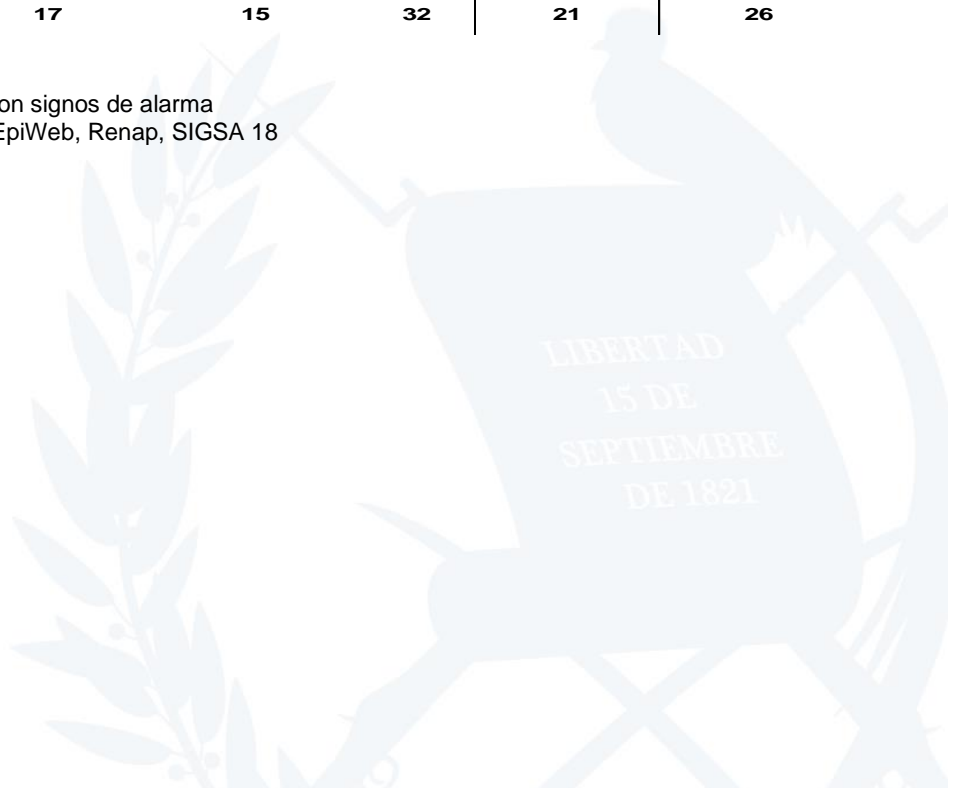 17 15 32 21 26
on signos de alarma
EpiWeb, Renap, SIGSA 18
LIBERTAD
15 DE
SEPTIEMBRE
DE 1821